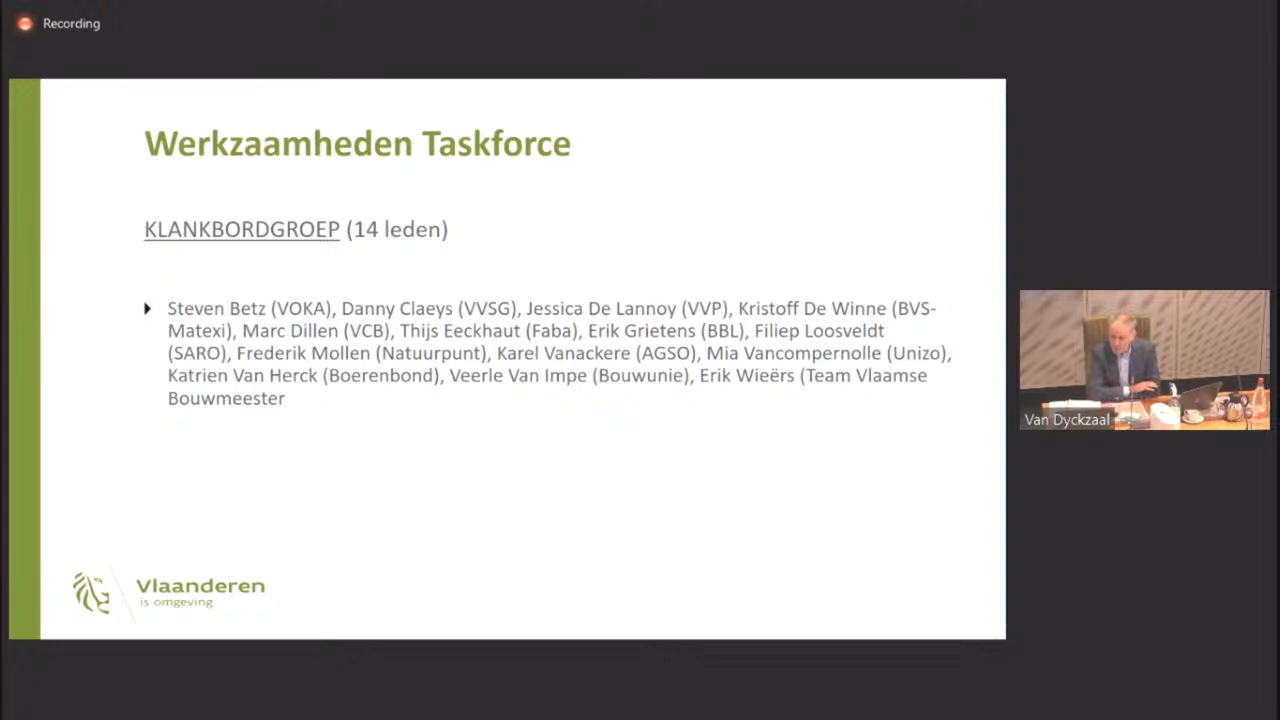 Recording
Werkzaamheden Taskforce
KLANKBORDGROEP (14 leden)
Steven Betz (VOKA), Danny Claeys (VVSG), Jessica De Lannoy (VVP), Kristoff De Winne (BVS-
Matexi), Marc Dillen (VCB), Thijs Eeckhaut (Faba), Erik Grietens (BBL), Filiep Loosveldt
(SARO), Frederik Mollen (Natuurpunt), Karel Vanackere (AGSO), Mia Vancompernolle (Unizo),
Katrien Van Herck (Boerenbond), Veerle Van Impe (Bouwunie), Erik Wieërs (Team Vlaamse
Bouwmeester
Van Dyckzaal
Vlaanderen
is omgeving